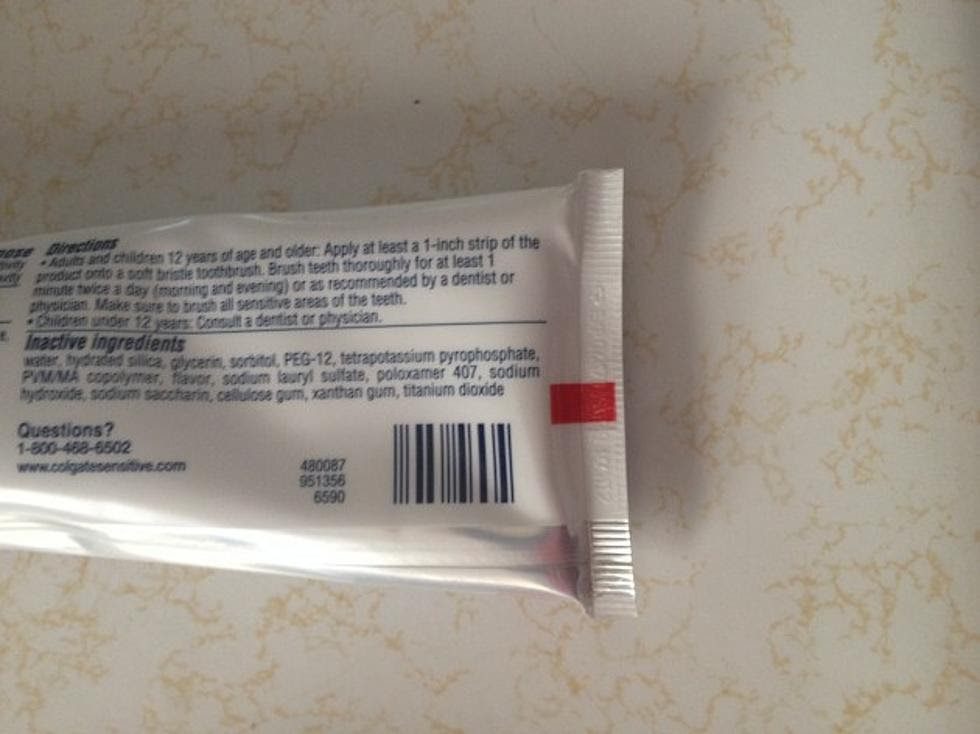 Directions
• Adults and children 12 years of age and older: Apply at least a 1-inch strip of the
product onto a soft bristle toothbrush. Brush teeth thoroughly for at least 1
minute twice a day (morning and evening) or as recommended by a dentist or
physician. Make sure to brush all sensitive areas of the teeth.
• Children under 12 years: Consult a dentist or physician.
Inactive ingredients
water, hydrated silica, glycerin, sorbitol, PEG-12, tetrapotassium pyrophosphate,
PVM/MA copolymer, flavor, sodium lauryl sulfate, poloxamer 407, sodium
hydroxide, sodium saccharin, cellulose gum, xanthan gum, titanium dioxide
Questions?
1-800-468-6502
www.colgatesensitive.com
480087
951356
6590